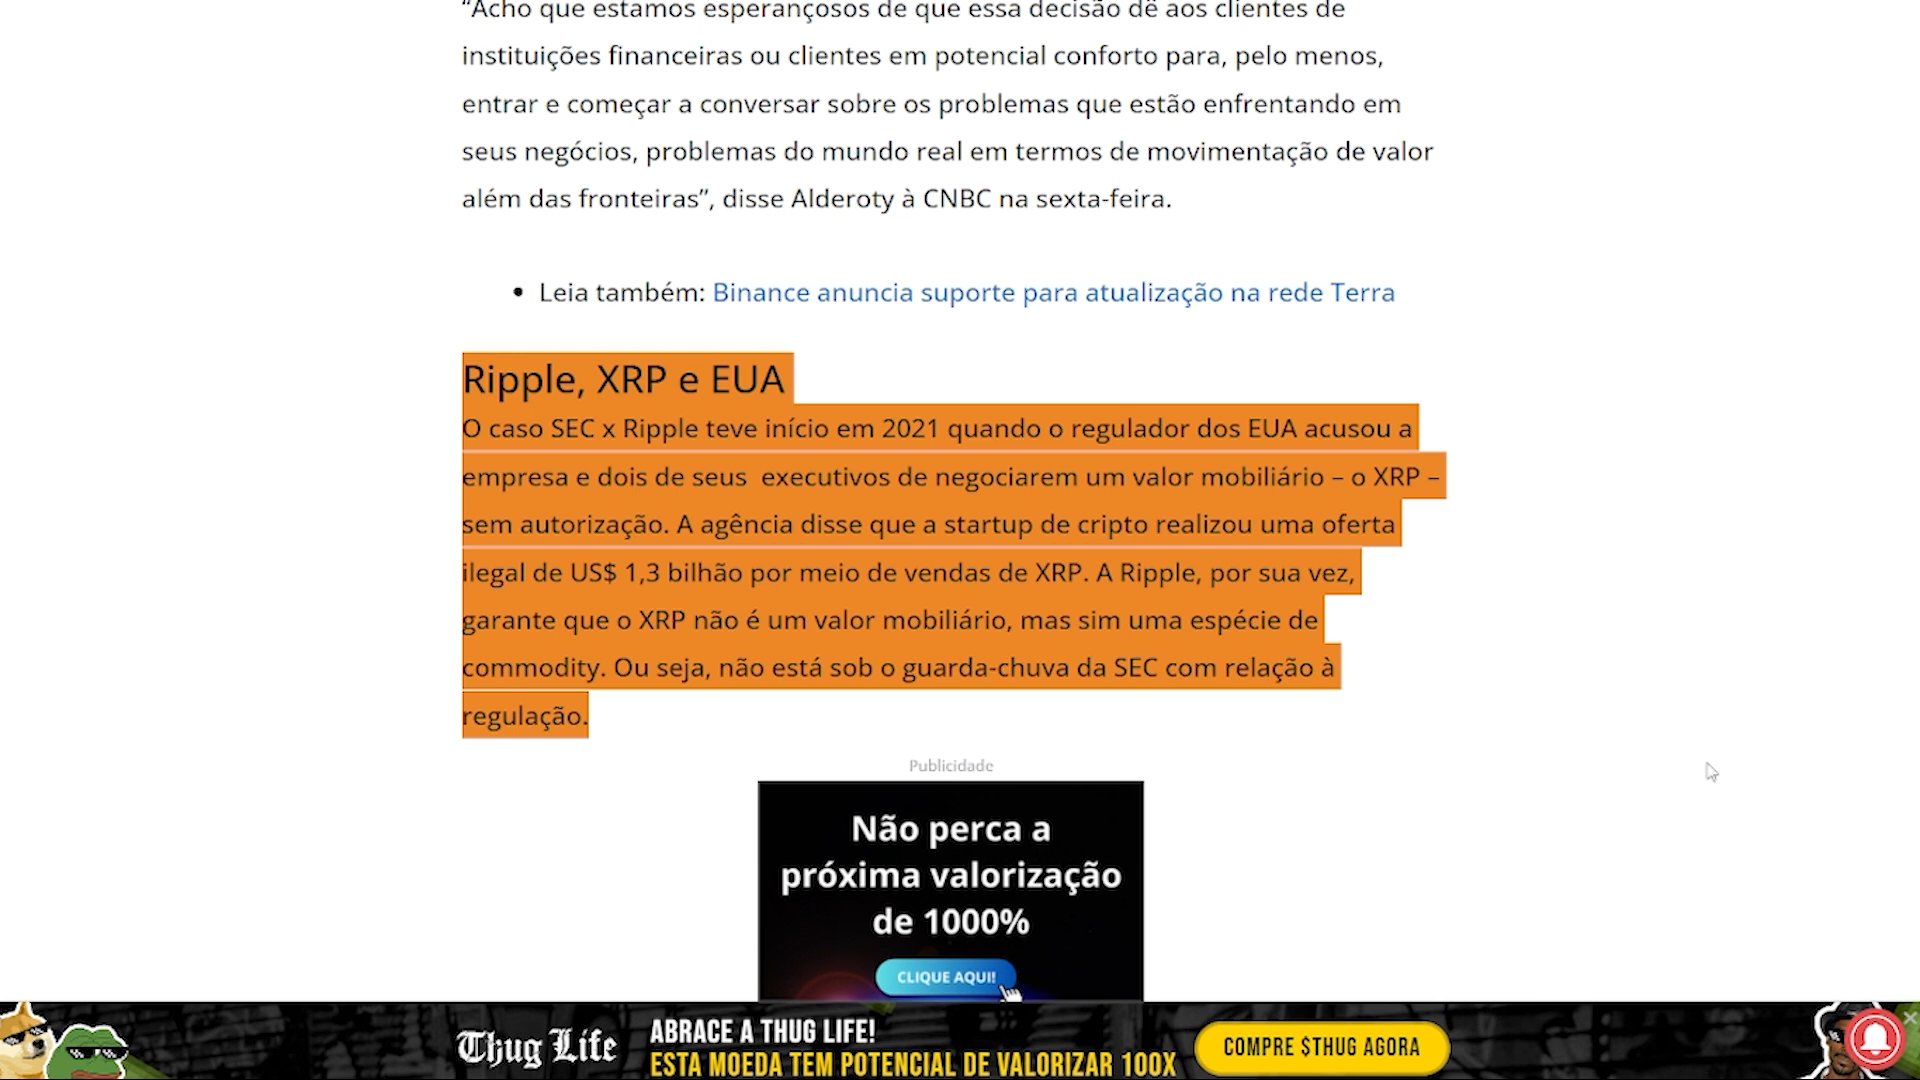 “Acho que estamos esperançosos de que essa decisão dê aos clientes de
instituições financeiras ou clientes em potencial conforto para, pelo menos,
entrar e começar a conversar sobre os problemas que estão enfrentando em
seus negócios, problemas do mundo real em termos de movimentação de valor
além das fronteiras”, disse Alderoty à CNBC na sexta-feira.
• Leia também: Binance anuncia suporte para atualização na rede Terra
Ripple, XRP e EUA
O caso SEC x Ripple teve início em 2021 quando o regulador dos EUA acusou a
empresa e dois de seus  executivos de negociarem um valor mobiliário – o XRP –
sem autorização. A agência disse que a startup de cripto realizou uma oferta
ilegal de US$ 1,3 bilhão por meio de vendas de XRP. A Ripple, por sua vez,
garante que o XRP não é um valor mobiliário, mas sim uma espécie de
commodity. Ou seja, não está sob o guarda-chuva da SEC com relação à
regulação.
Publicidade
Não perca a
próxima valorização
de 1000%
CLIQUE AQUI!
Thug Life
ABRACE A THUG LIFE!
ESTA MOEDA TEM POTENCIAL DE VALORIZAR 100X
COMPRE $THUG AGORA